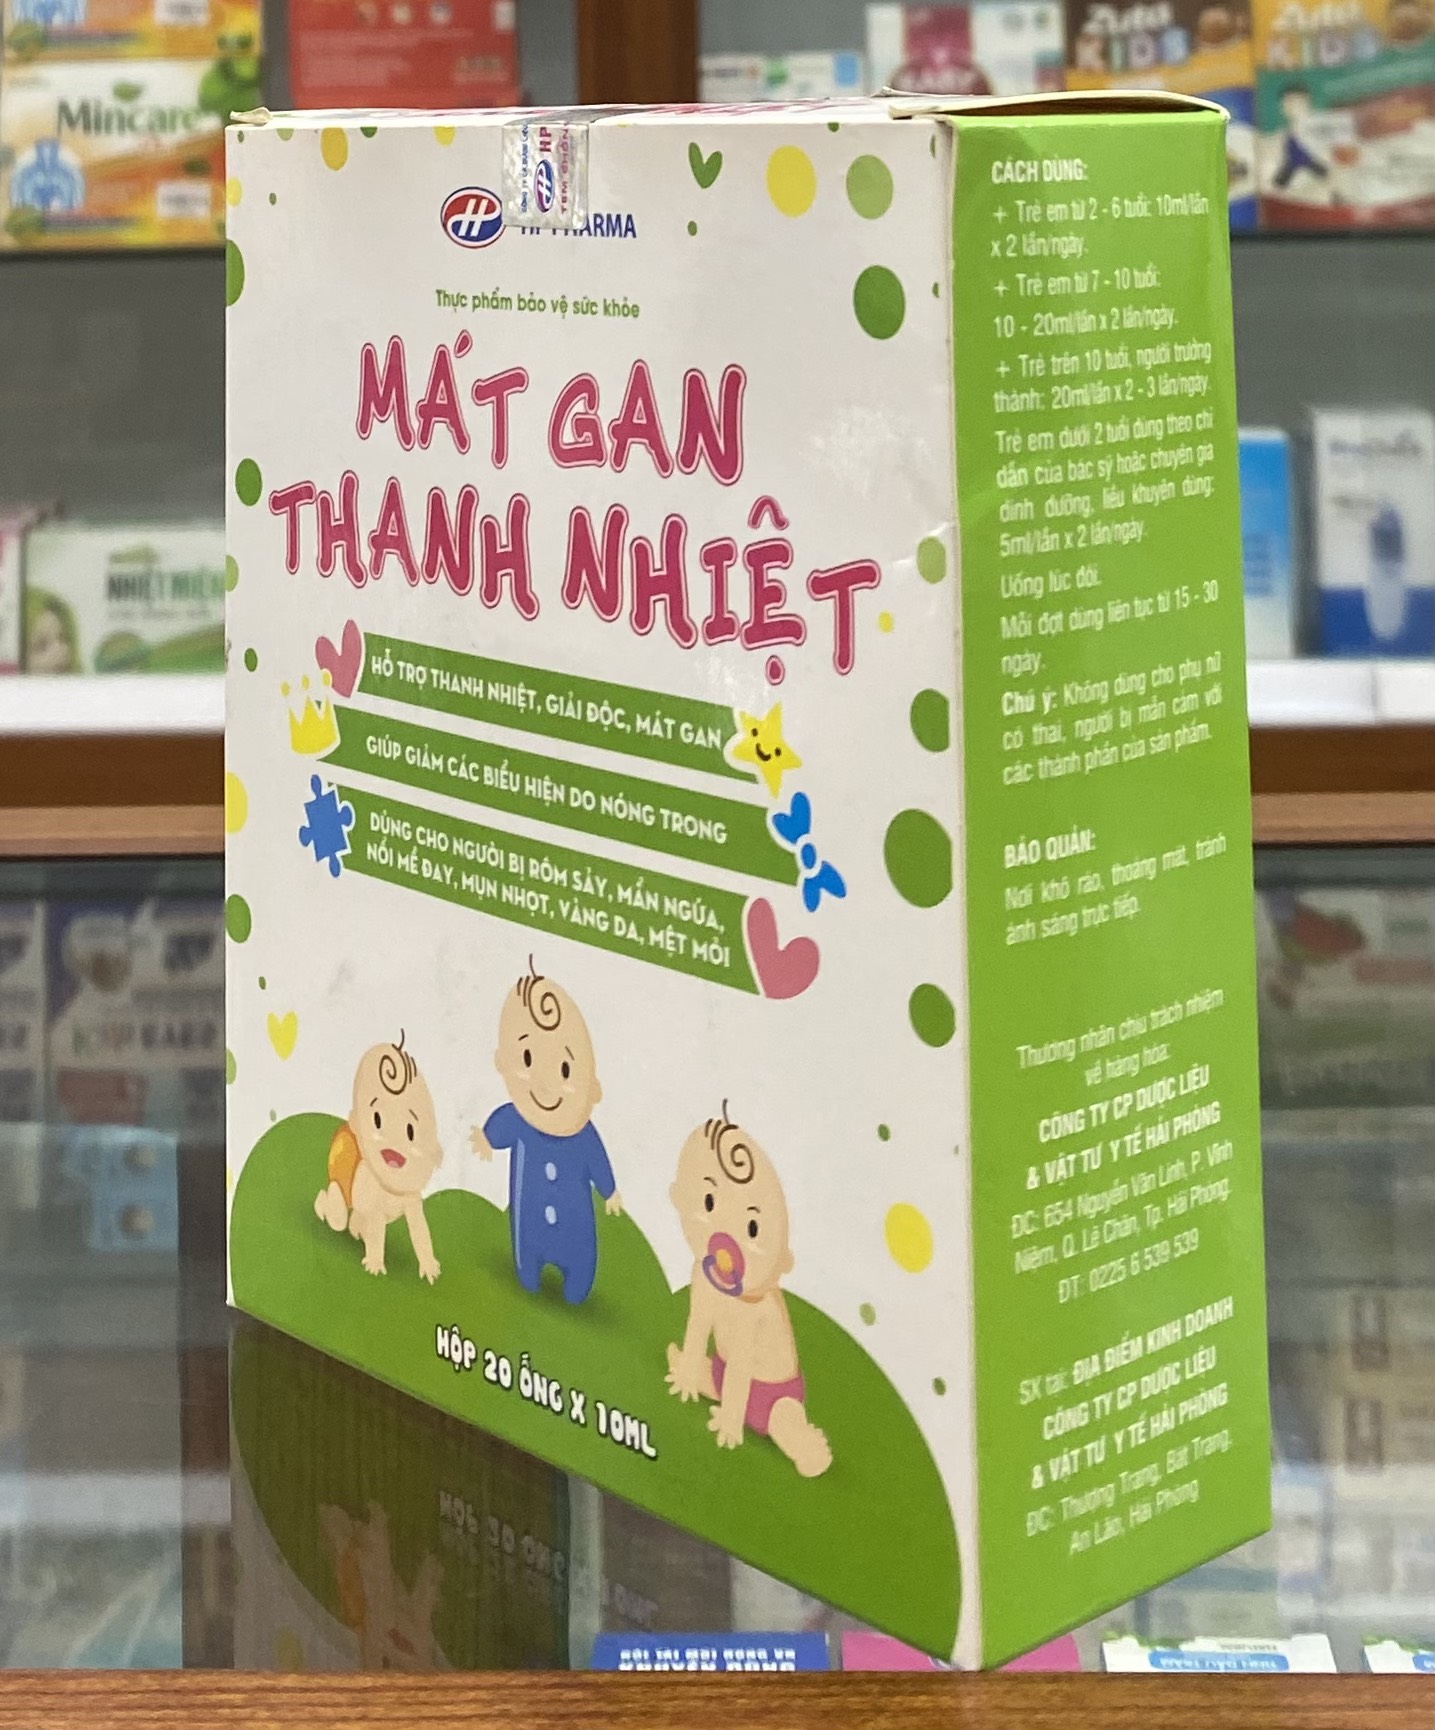 Mincare
HP PHARMA
Thực phẩm bảo vệ sức khỏe
MÁT GAN
THANH NHIỆT
HỖ TRỢ THANH NHIỆT, GIẢI ĐỘC, MÁT GAN
GIÚP GIẢM CÁC BIỂU HIỆN DO NÓNG TRONG
DÙNG CHO NGƯỜI BỊ RÔM SẢY, MẨN NGỨA,
NỔI MỀ ĐAY, MỤN NHỌT, VÀNG DA, MỆT MỎI
HỘP 20 ỐNG X 10ML
CÁCH DÙNG:
+ Trẻ em từ 2 - 6 tuổi: 10ml/lần
x 2 lần/ngày.
+ Trẻ em từ 7 - 10 tuổi:
10 - 20ml/lần x 2 lần/ngày.
+ Trẻ trên 10 tuổi, người trưởng
thành: 20ml/lần x 2 - 3 lần/ngày.
Trẻ em dưới 2 tuổi dùng theo chỉ
dẫn của bác sỹ hoặc chuyên gia
dinh dưỡng, liều khuyên dùng:
5ml/lần x 2 lần/ngày.
Uống lúc đói.
Mỗi đợt dùng liên tục từ 15 - 30
ngày.
Chú ý: Không dùng cho phụ nữ
có thai, người bị mẫn cảm với
các thành phần của sản phẩm.
BẢO QUẢN:
Nơi khô ráo, thoáng mát, tránh
ánh sáng trực tiếp.
Thương nhân chịu trách nhiệm
về hàng hóa:
CÔNG TY CP DƯỢC LIỆU
& VẬT TƯ Y TẾ HẢI PHÒNG
ĐC: 654 Nguyễn Văn Linh, P. Vĩnh
Niệm, Q. Lê Chân, Tp. Hải Phòng.
ĐT: 0225 6 539 539
SX tại: ĐỊA ĐIỂM KINH DOANH
CÔNG TY CP DƯỢC LIỆU
& VẬT TƯ Y TẾ HẢI PHÒNG
ĐC: Thượng Trang, Bát Trang,
An Lão, Hải Phòng